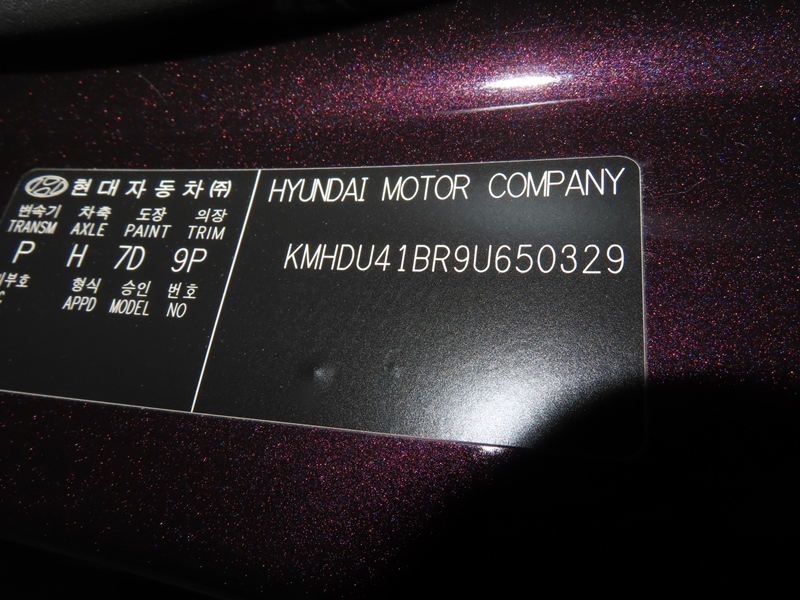 현대자동차㈜
변속기 차축 도장 의장
TRANSM AXLE PAINT TRIM
P H 7D 9P
형식 승인 번호
APPD MODEL NO
HYUNDAI MOTOR COMPANY
KMHDU41BR9U650329